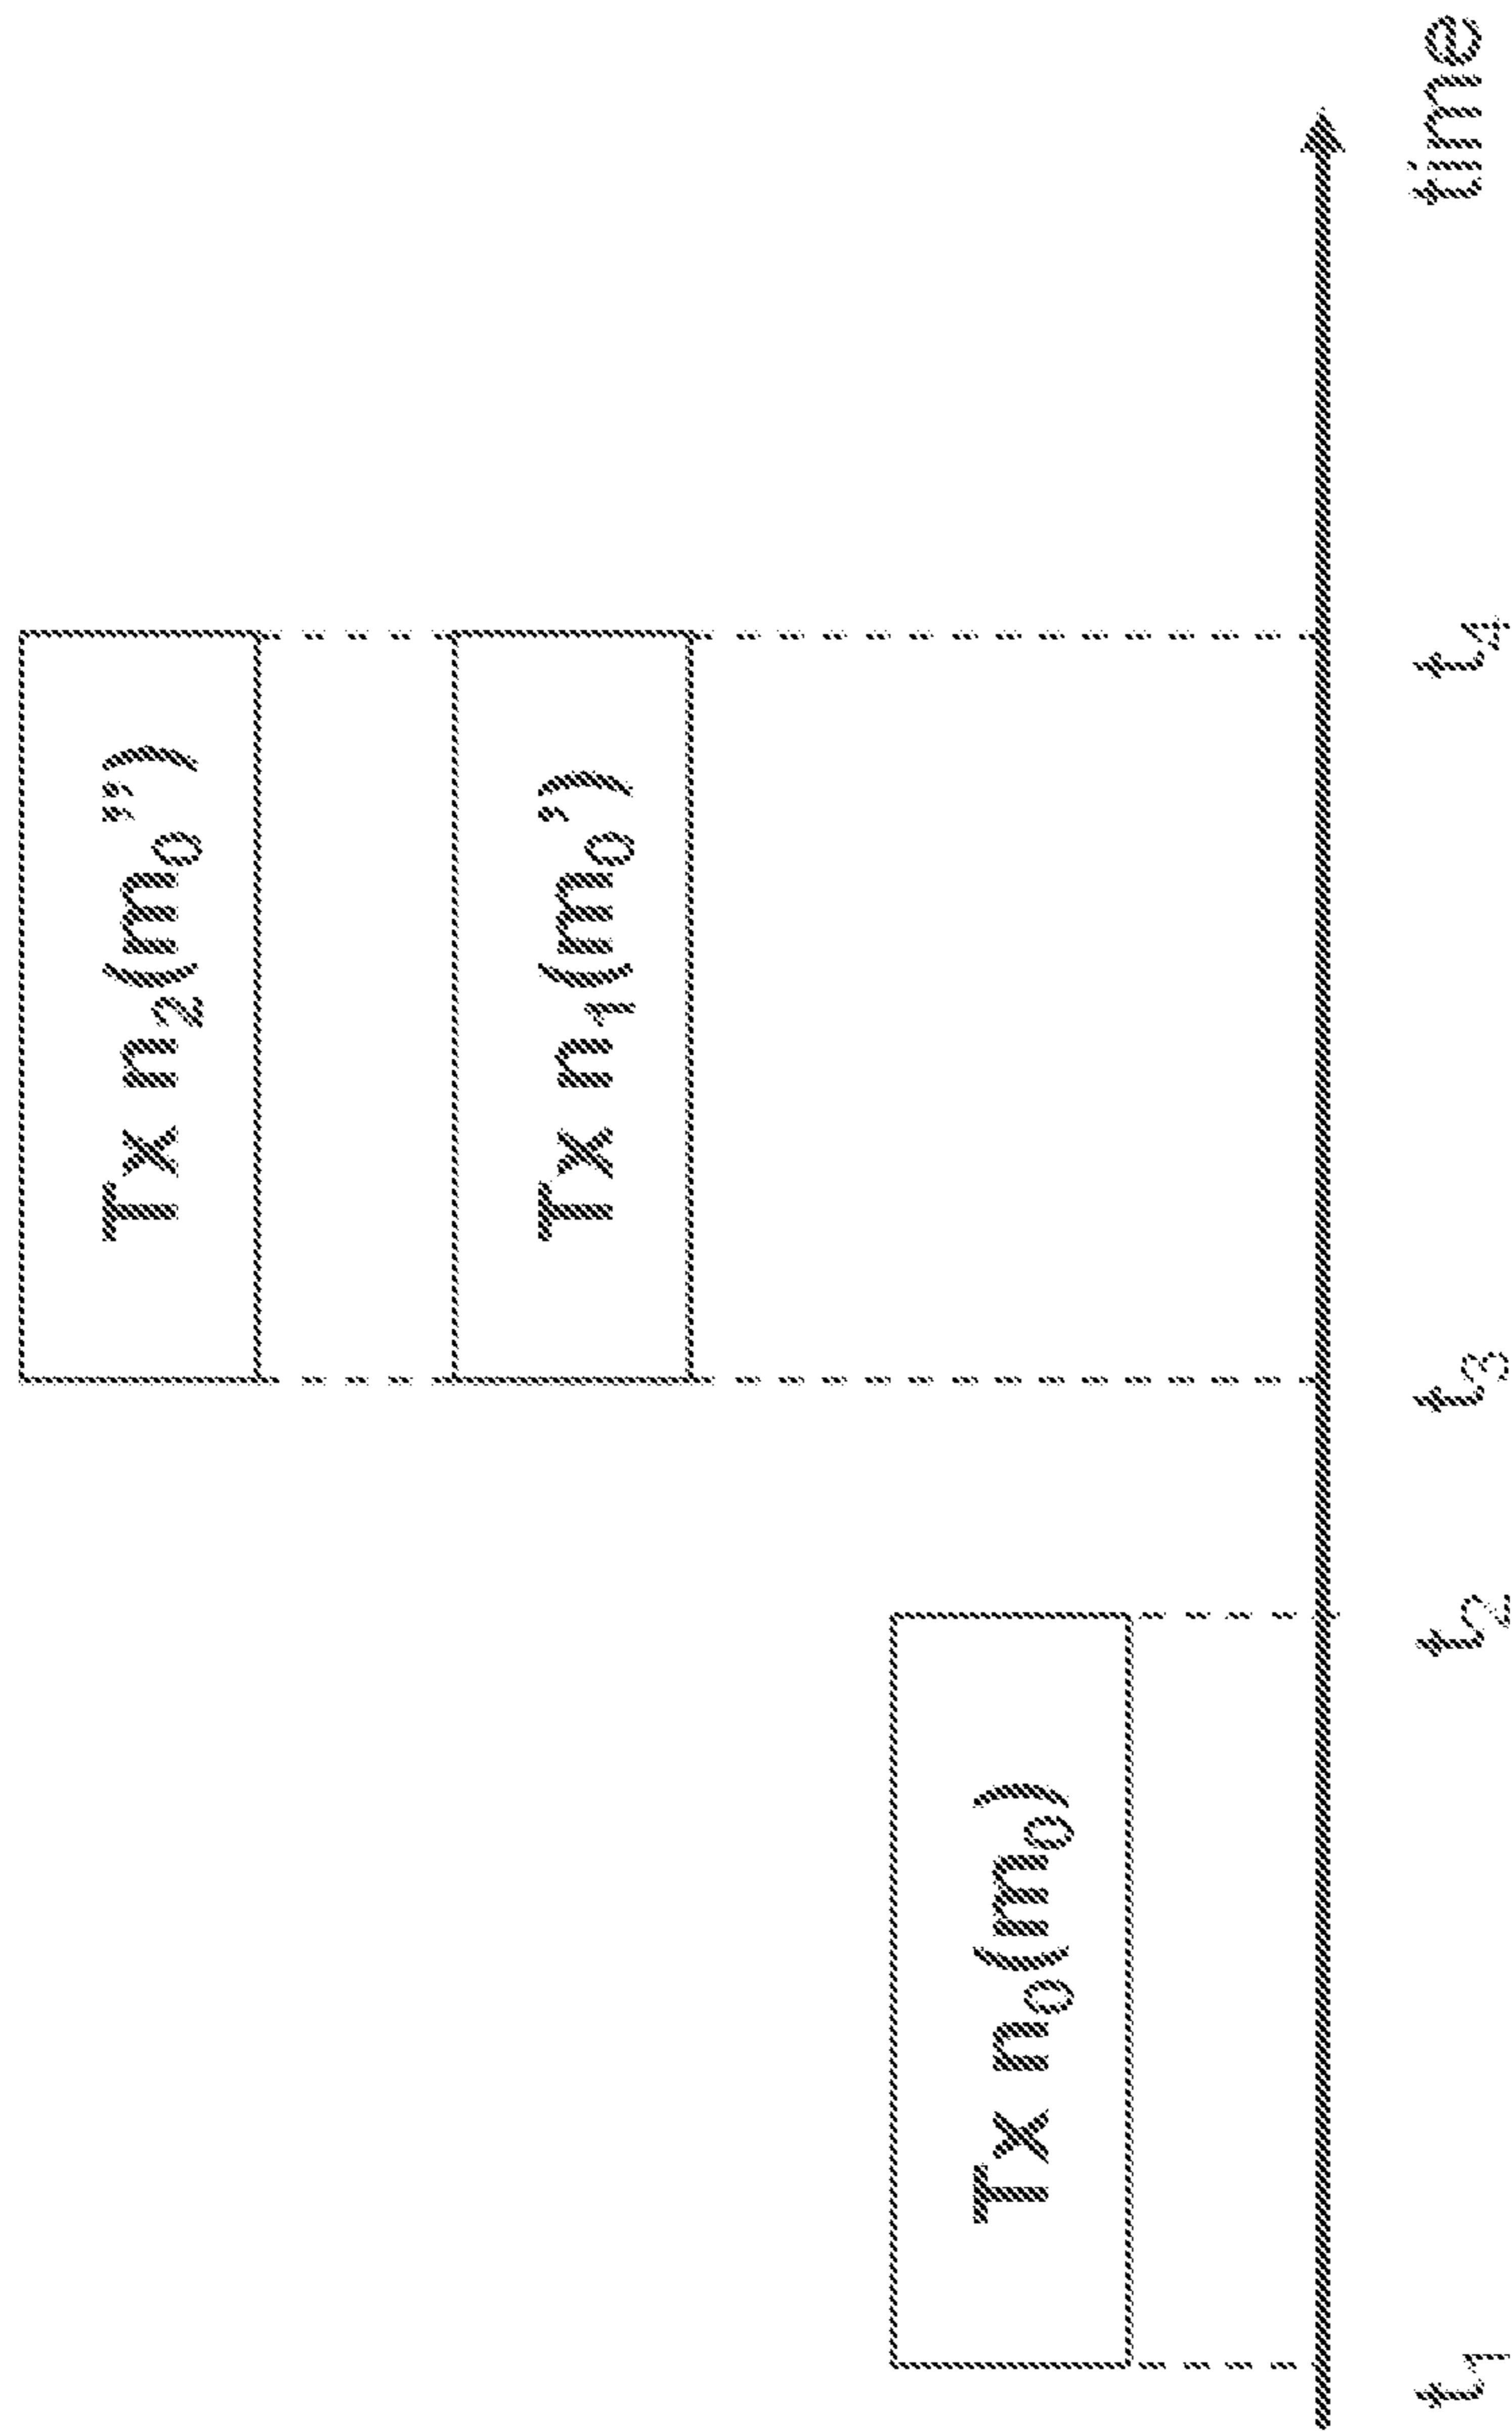 Tx n₂(m₀”)
Tx n₁(m₀’)
Tx n₀(m₀)
t₁ t₂ t₃ t₄ time